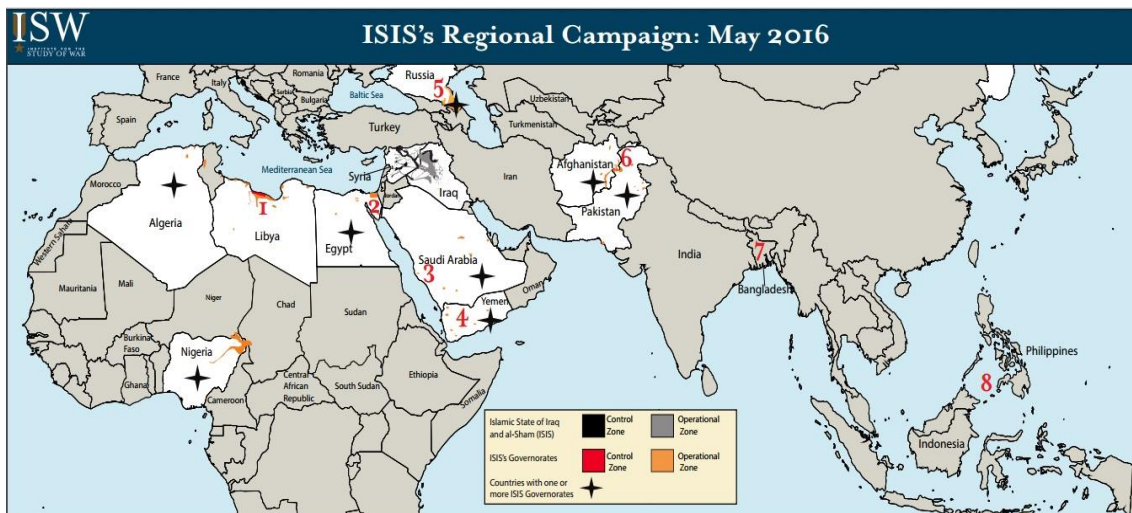 ISW
INSTITUTE FOR THE
STUDY OF WAR
ISIS's Regional Campaign: May 2016
France
Italy
Romania
Serbia
Bulgaria
Spain
Baltic Sea
Russia
5
Uzbekistan
Turkmenistan
Turkey
Mediterranean Sea
Syria
Iraq
Iran
Jordan
Afghanistan
6
Pakistan
Morocco
Algeria
1
Libya
2
Egypt
Western Sahara
Saudi Arabia
3
Oman
Yemen
4
India
7
Bangladesh
Mauritania
Mali
Niger
Chad
Sudan
Burkina
Faso
Nigeria
Ghana
Cameroon
Central
African
Republic
South Sudan
Ethiopia
Somalia
Philippines
8
Indonesia
Islamic State of Iraq
and al-Sham (ISIS)
Control
Zone
Operational
Zone
ISIS's Governorates
Control
Zone
Operational
Zone
Countries with one or
more ISIS Governorates